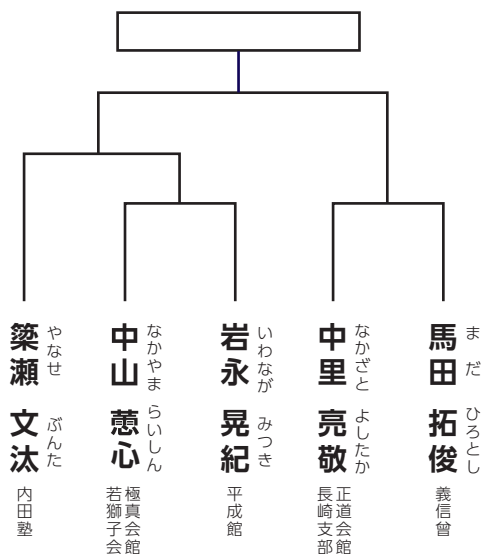 まだ ひろとし
馬田 拓俊
義信曾
なかざと よしたか
中里 亮敬
正道会館
長崎支部
いわなが みつき
岩永 晃紀
平成館
なかやま らいしん
中山 心
極真会館
若獅子会
やなせ ぶんた
簗瀬 文汰
内田塾